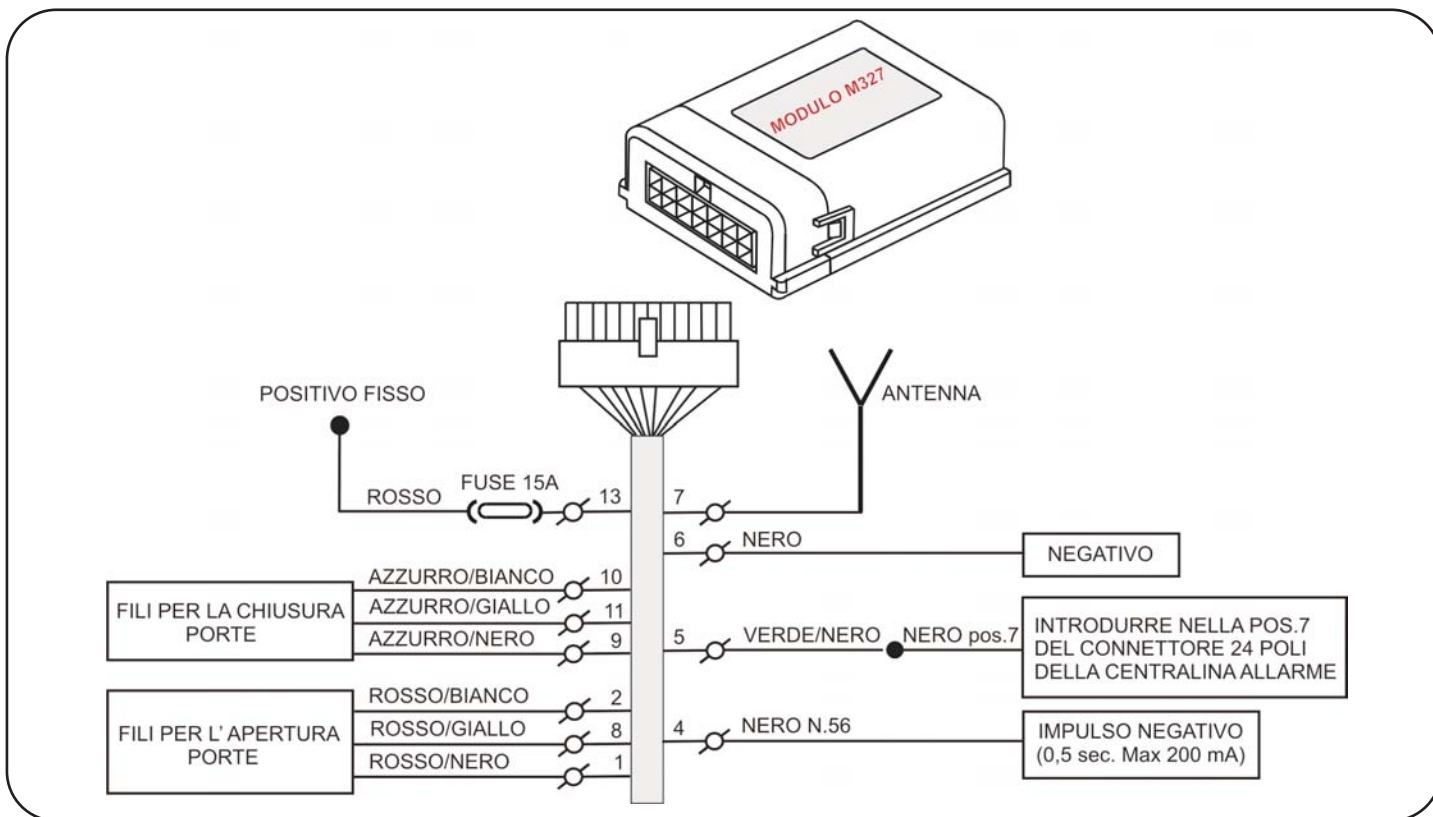 MODULO M327
POSITIVO FISSO
ANTENNA
ROSSO
FUSE 15A
13
7
6
NERO
NEGATIVO
FILI PER LA CHIUSURA
PORTE
AZZURRO/BIANCO
10
AZZURRO/GIALLO
11
AZZURRO/NERO
9
5
VERDE/NERO
NERO pos.7
INTRODURRE NELLA POS.7
DEL CONNETTORE 24 POLI
DELLA CENTRALINA ALLARME
FILI PER L' APERTURA
PORTE
ROSSO/BIANCO
2
ROSSO/GIALLO
8
ROSSO/NERO
1
4
NERO N.56
IMPULSO NEGATIVO
(0,5 sec. Max 200 mA)